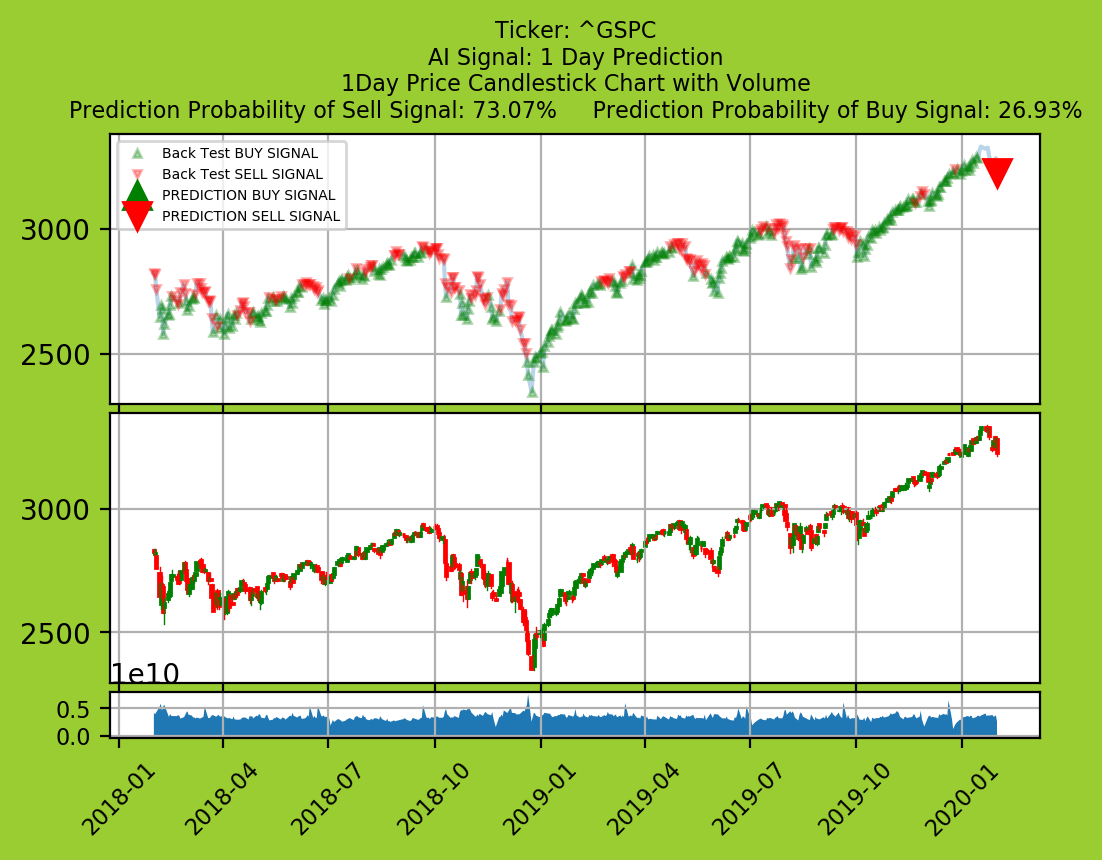 Ticker: ^GSPC
AI Signal: 1 Day Prediction
1Day Price Candlestick Chart with Volume
Prediction Probability of Sell Signal: 73.07%     Prediction Probability of Buy Signal: 26.93%
Back Test BUY SIGNAL
Back Test SELL SIGNAL
PREDICTION BUY SIGNAL
PREDICTION SELL SIGNAL
3000
2500
3000
2500
1e10
0.5
0.0
2018-01
2018-04
2018-07
2018-10
2019-01
2019-04
2019-07
2019-10
2020-01